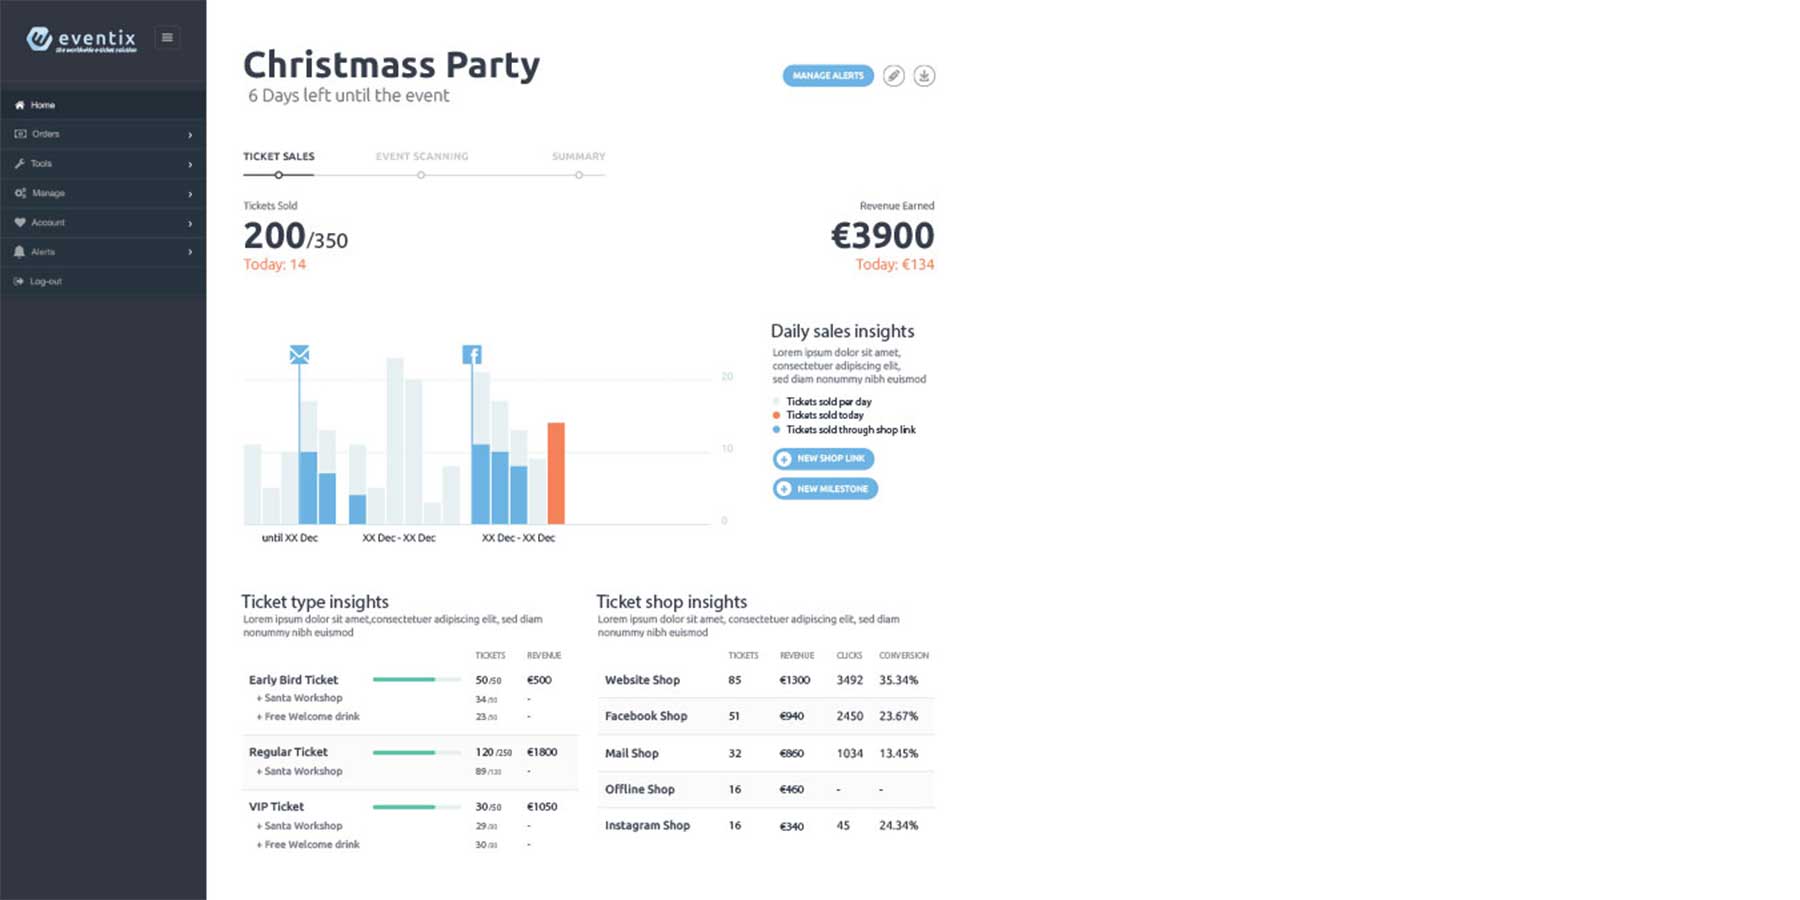 eventix
the worldwide e-ticket solution
Home
Orders
Tools
Manage
Account
Alerts
Log-out
Christmass Party
6 Days left until the event
MANAGE ALERTS
TICKET SALES EVENT SCANNING SUMMARY
Tickets Sold
200/350
Today: 14
Revenue Earned
€3900
Today: €134
20
10
0
until XX Dec XX Dec - XX Dec XX Dec - XX Dec
Daily sales insights
Lorem ipsum dolor sit amet,
consectetuer adipiscing elit,
sed diam nonummy nibh euismod
Tickets sold per day
Tickets sold today
Tickets sold through shop link
NEW SHOP LINK
NEW MILESTONE
Ticket type insights
Lorem ipsum dolor sit amet,consectetuer adipiscing elit, sed diam
nonummy nibh euismod
TICKETS REVENUE
Early Bird Ticket 50/50 €500
+ Santa Workshop 34/50 -
+ Free Welcome drink 23/50 -
Regular Ticket 120/250 €1800
+ Santa Workshop 89/120 -
VIP Ticket 30/50 €1050
+ Santa Workshop 29/30 -
+ Free Welcome drink 30/30 -
Ticket shop insights
Lorem ipsum dolor sit amet, consectetuer adipiscing elit, sed diam
nonummy nibh euismod
TICKETS REVENUE CLICKS CONVERSION
Website Shop 85 €1300 3492 35.34%
Facebook Shop 51 €940 2450 23.67%
Mail Shop 32 €860 1034 13.45%
Offline Shop 16 €460 - -
Instagram Shop 16 €340 45 24.34%